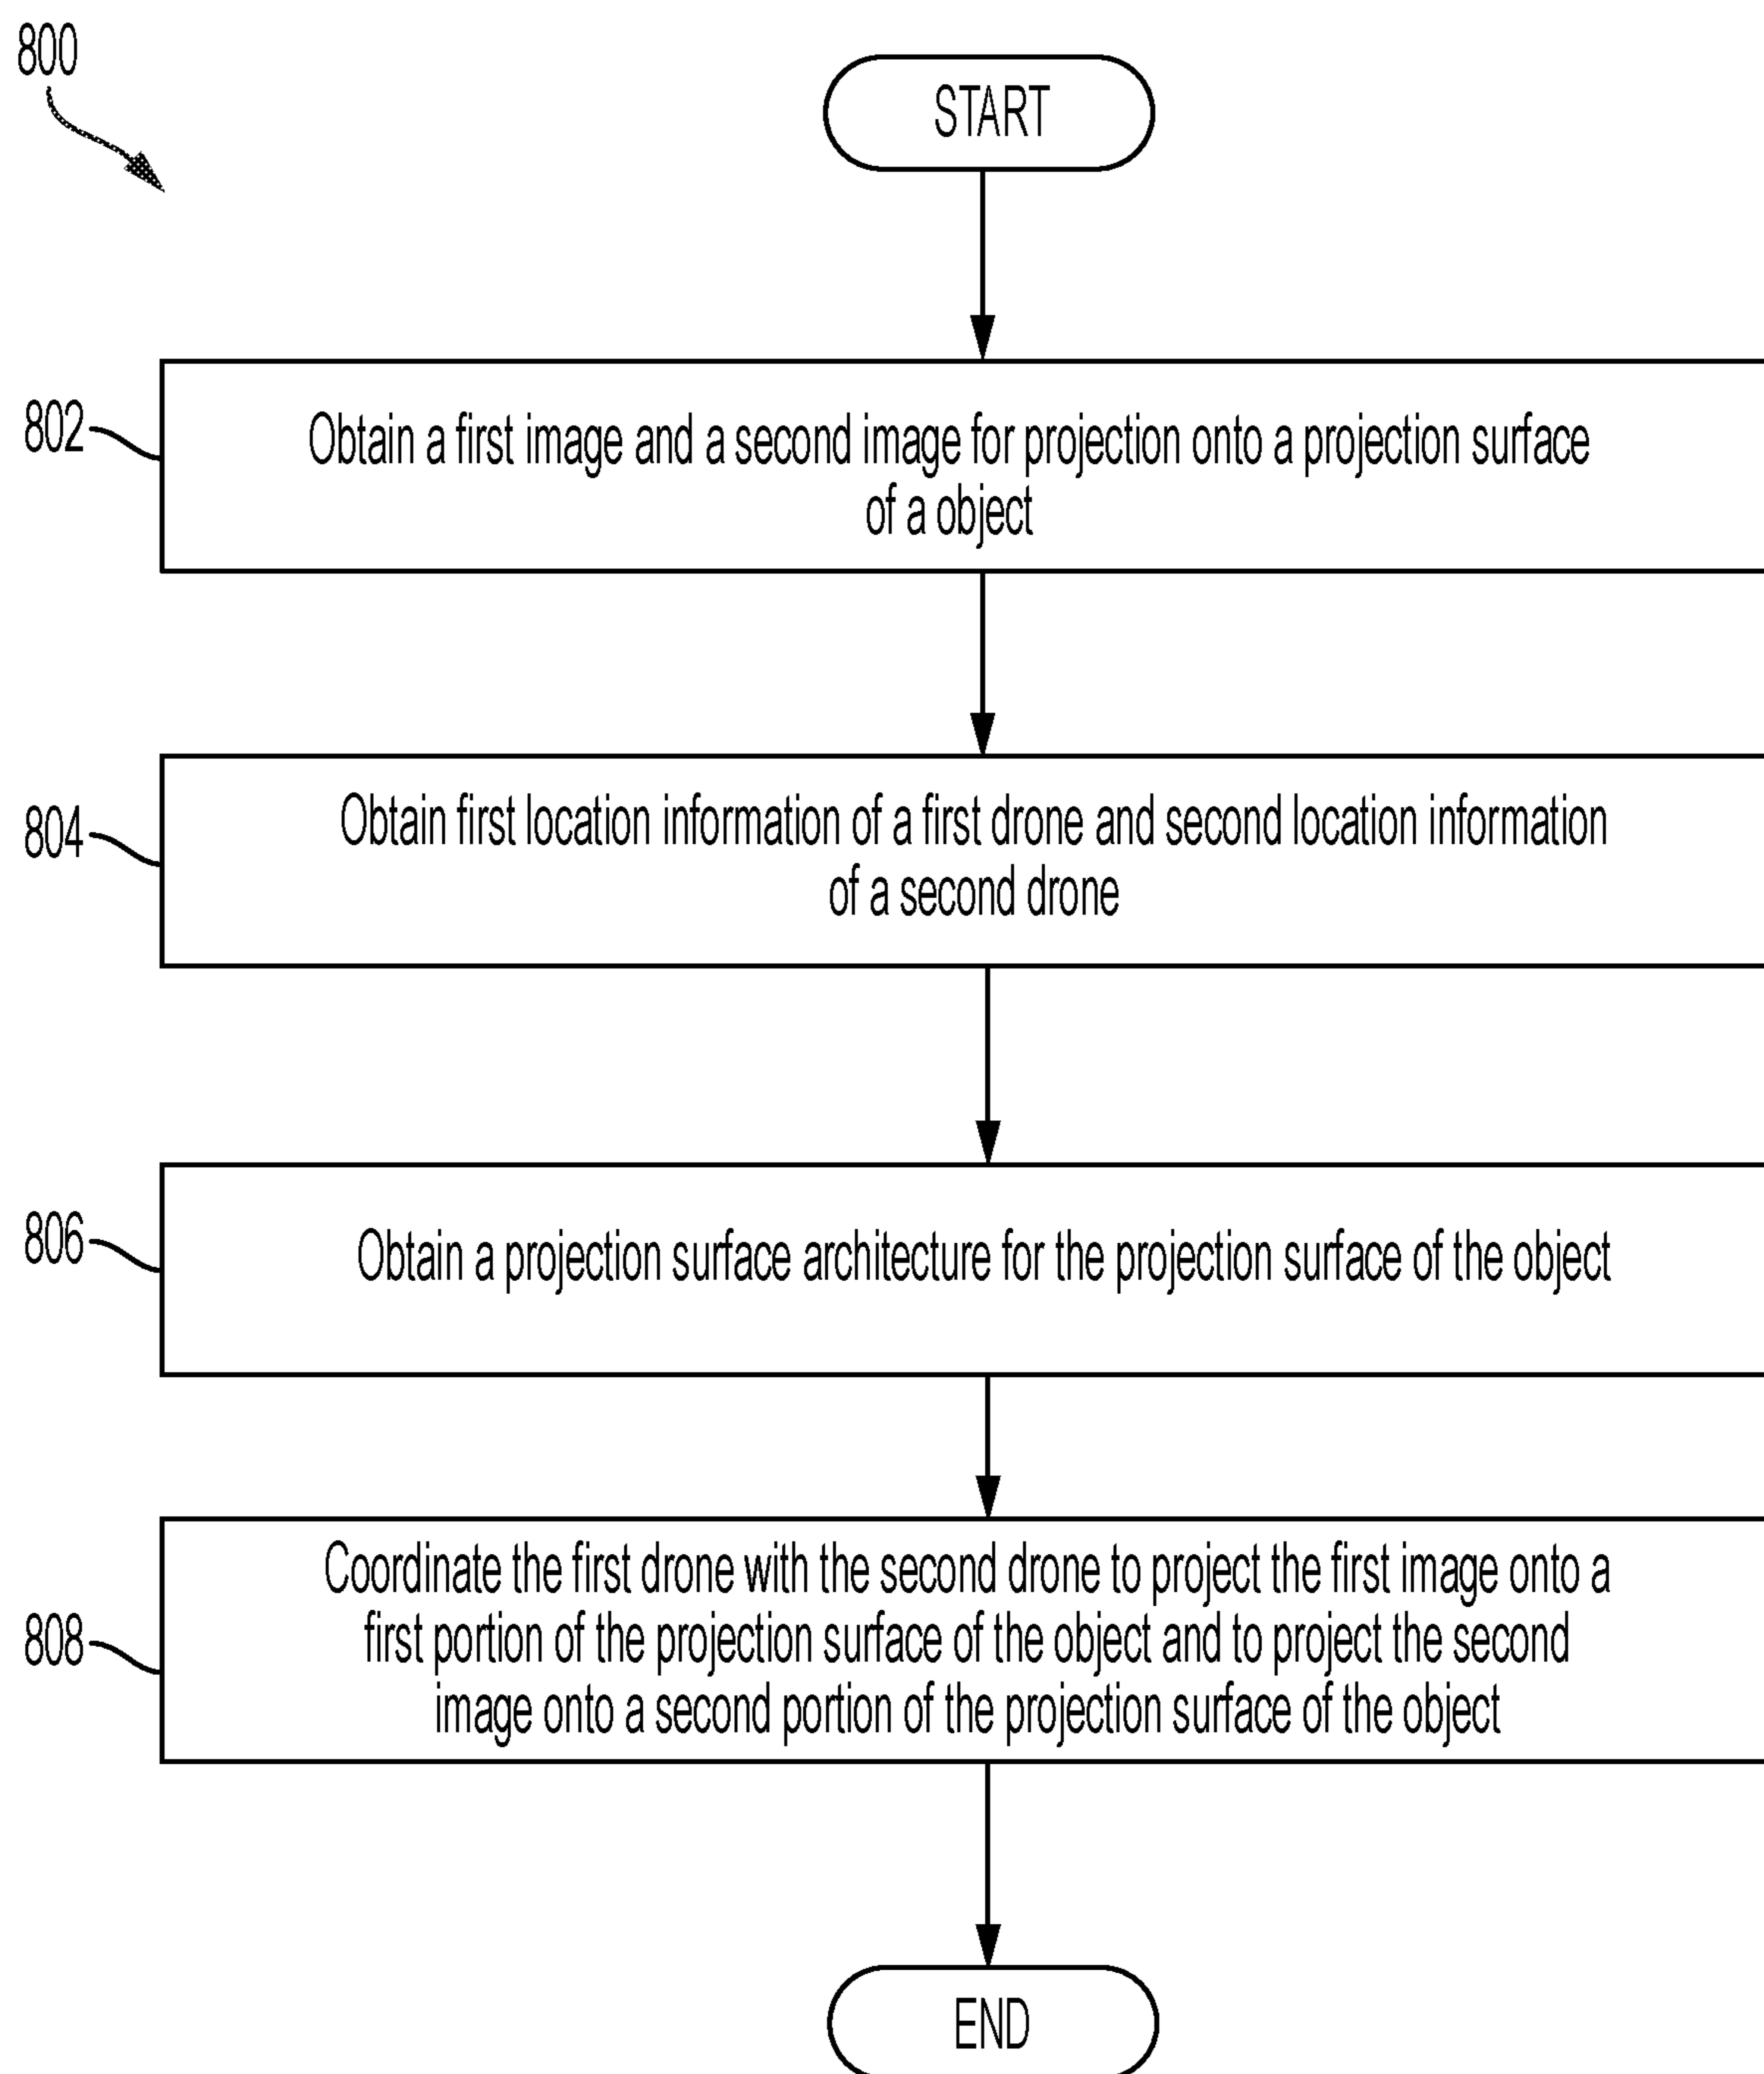 800
START
802
Obtain a first image and a second image for projection onto a projection surface
of a object
804
Obtain first location information of a first drone and second location information
of a second drone
806
Obtain a projection surface architecture for the projection surface of the object
808
Coordinate the first drone with the second drone to project the first image onto a
first portion of the projection surface of the object and to project the second
image onto a second portion of the projection surface of the object
END